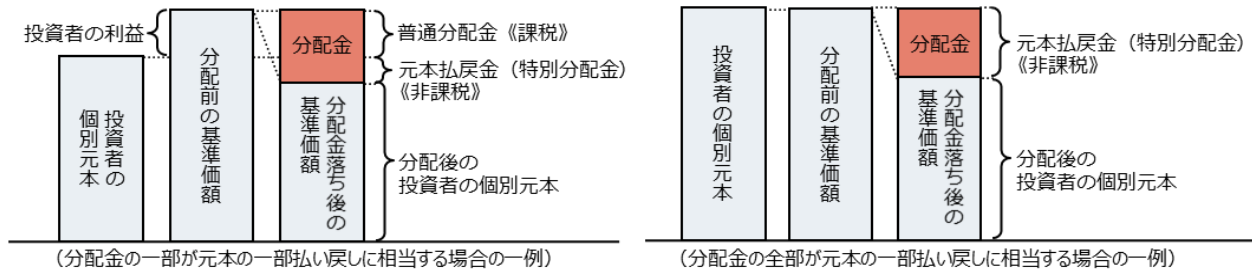 投資者の利益
投資者の
個別元本
分配前の基準価額
分配金
分配金落ち後の
基準価額
普通分配金《課税》
元本払戻金（特別分配金）
《非課税》
分配後の
投資者の個別元本
（分配金の一部が元本の一部払い戻しに相当する場合の一例）
投資者の個別元本
分配前の基準価額
分配金
分配金落ち後の
基準価額
元本払戻金（特別分配金）
《非課税》
分配後の
投資者の個別元本
（分配金の全部が元本の一部払い戻しに相当する場合の一例）